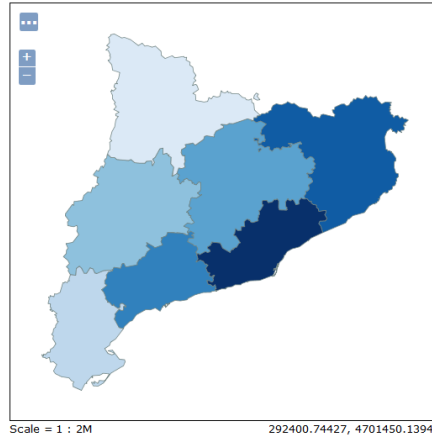 ...
+
−
Scale = 1 : 2M
292400.74427, 4701450.1394